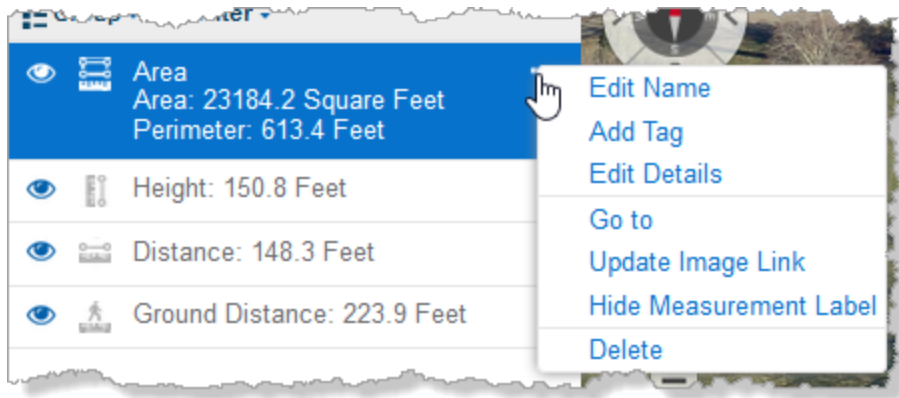 Area
Area: 23184.2 Square Feet
Perimeter: 613.4 Feet
Height: 150.8 Feet
Distance: 148.3 Feet
Ground Distance: 223.9 Feet
Edit Name
Add Tag
Edit Details
Go to
Update Image Link
Hide Measurement Label
Delete